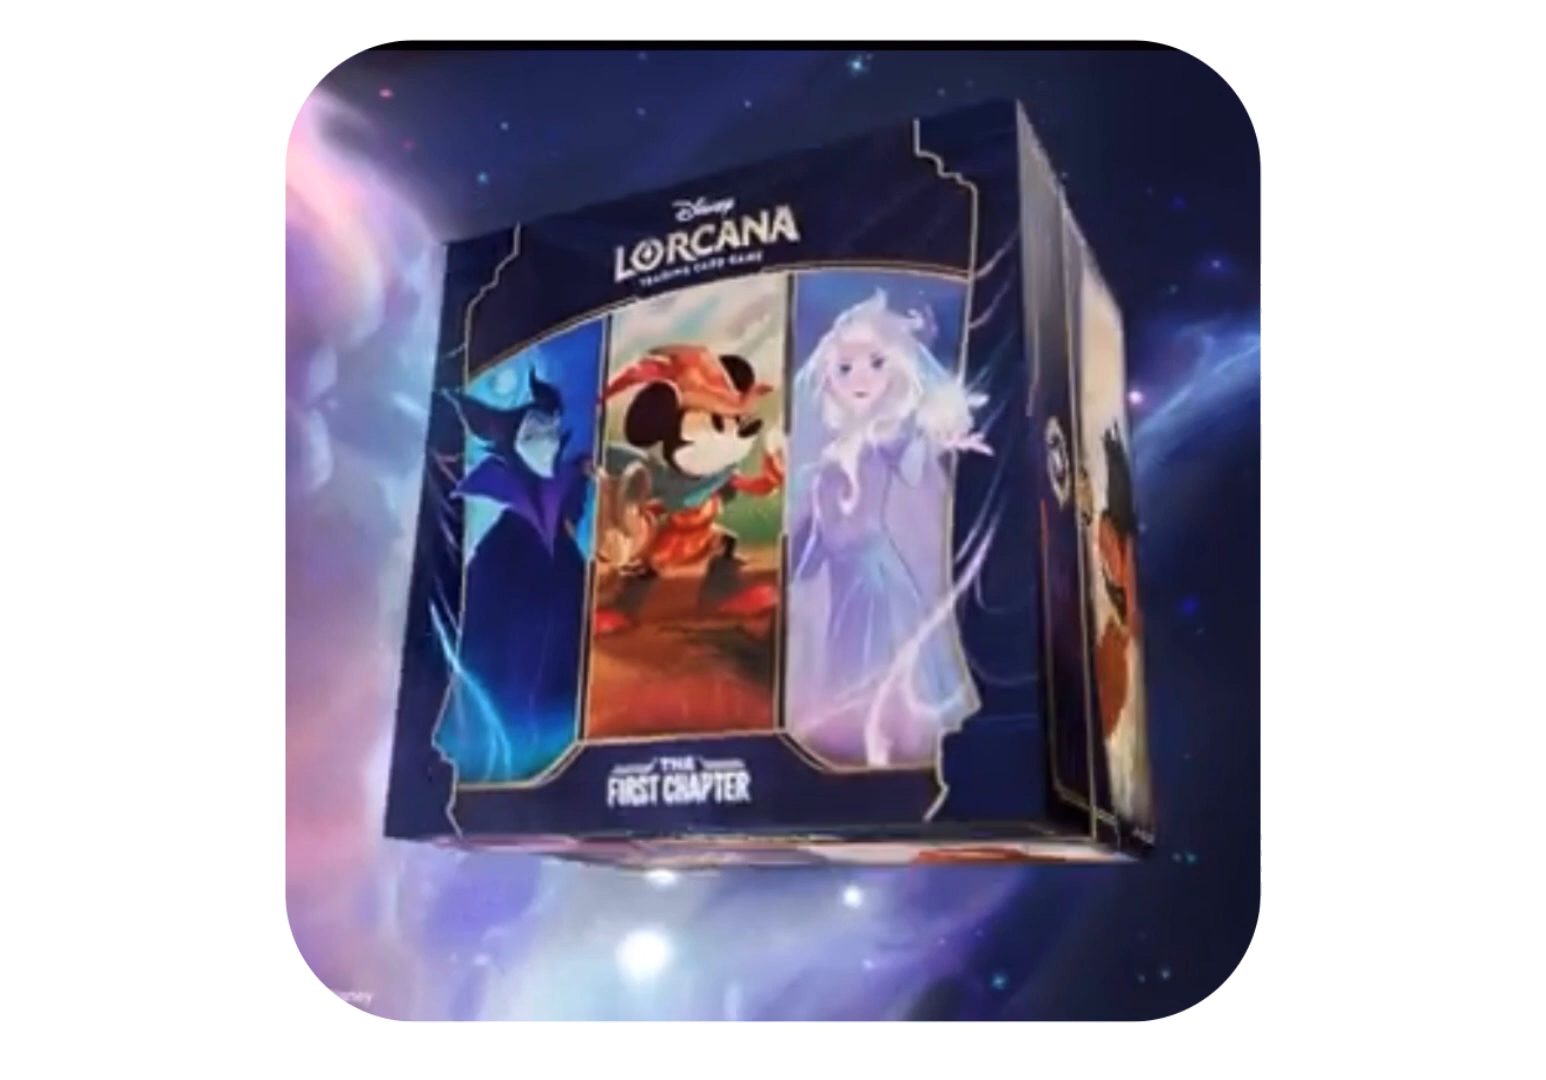 Disney
LORCANA
TRADING CARD GAME
THE
FIRST CHAPTER